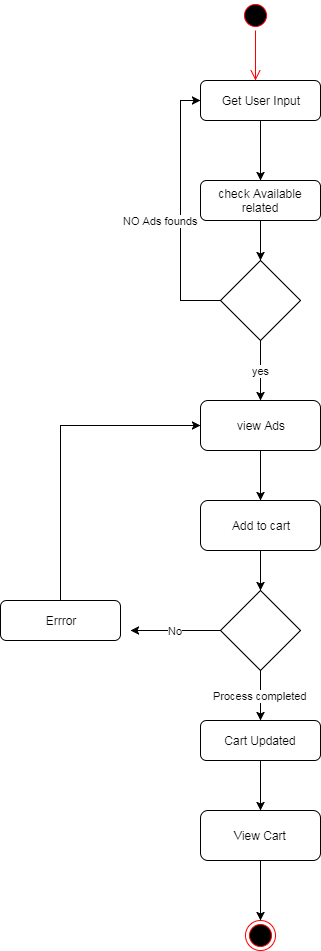 Get User Input
check Available
related
NO Ads founds
yes
view Ads
Add to cart
Errror
No
Process completed
Cart Updated
View Cart